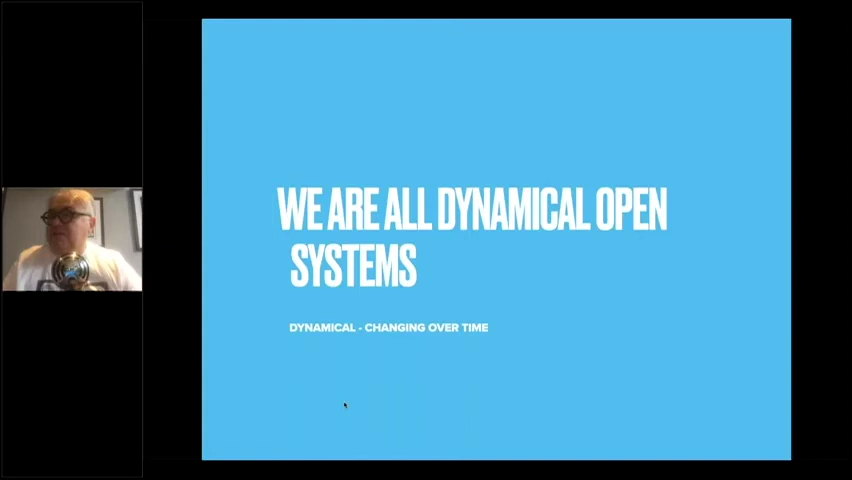 WE ARE ALL DYNAMICAL OPEN
SYSTEMS
DYNAMICAL - CHANGING OVER TIME